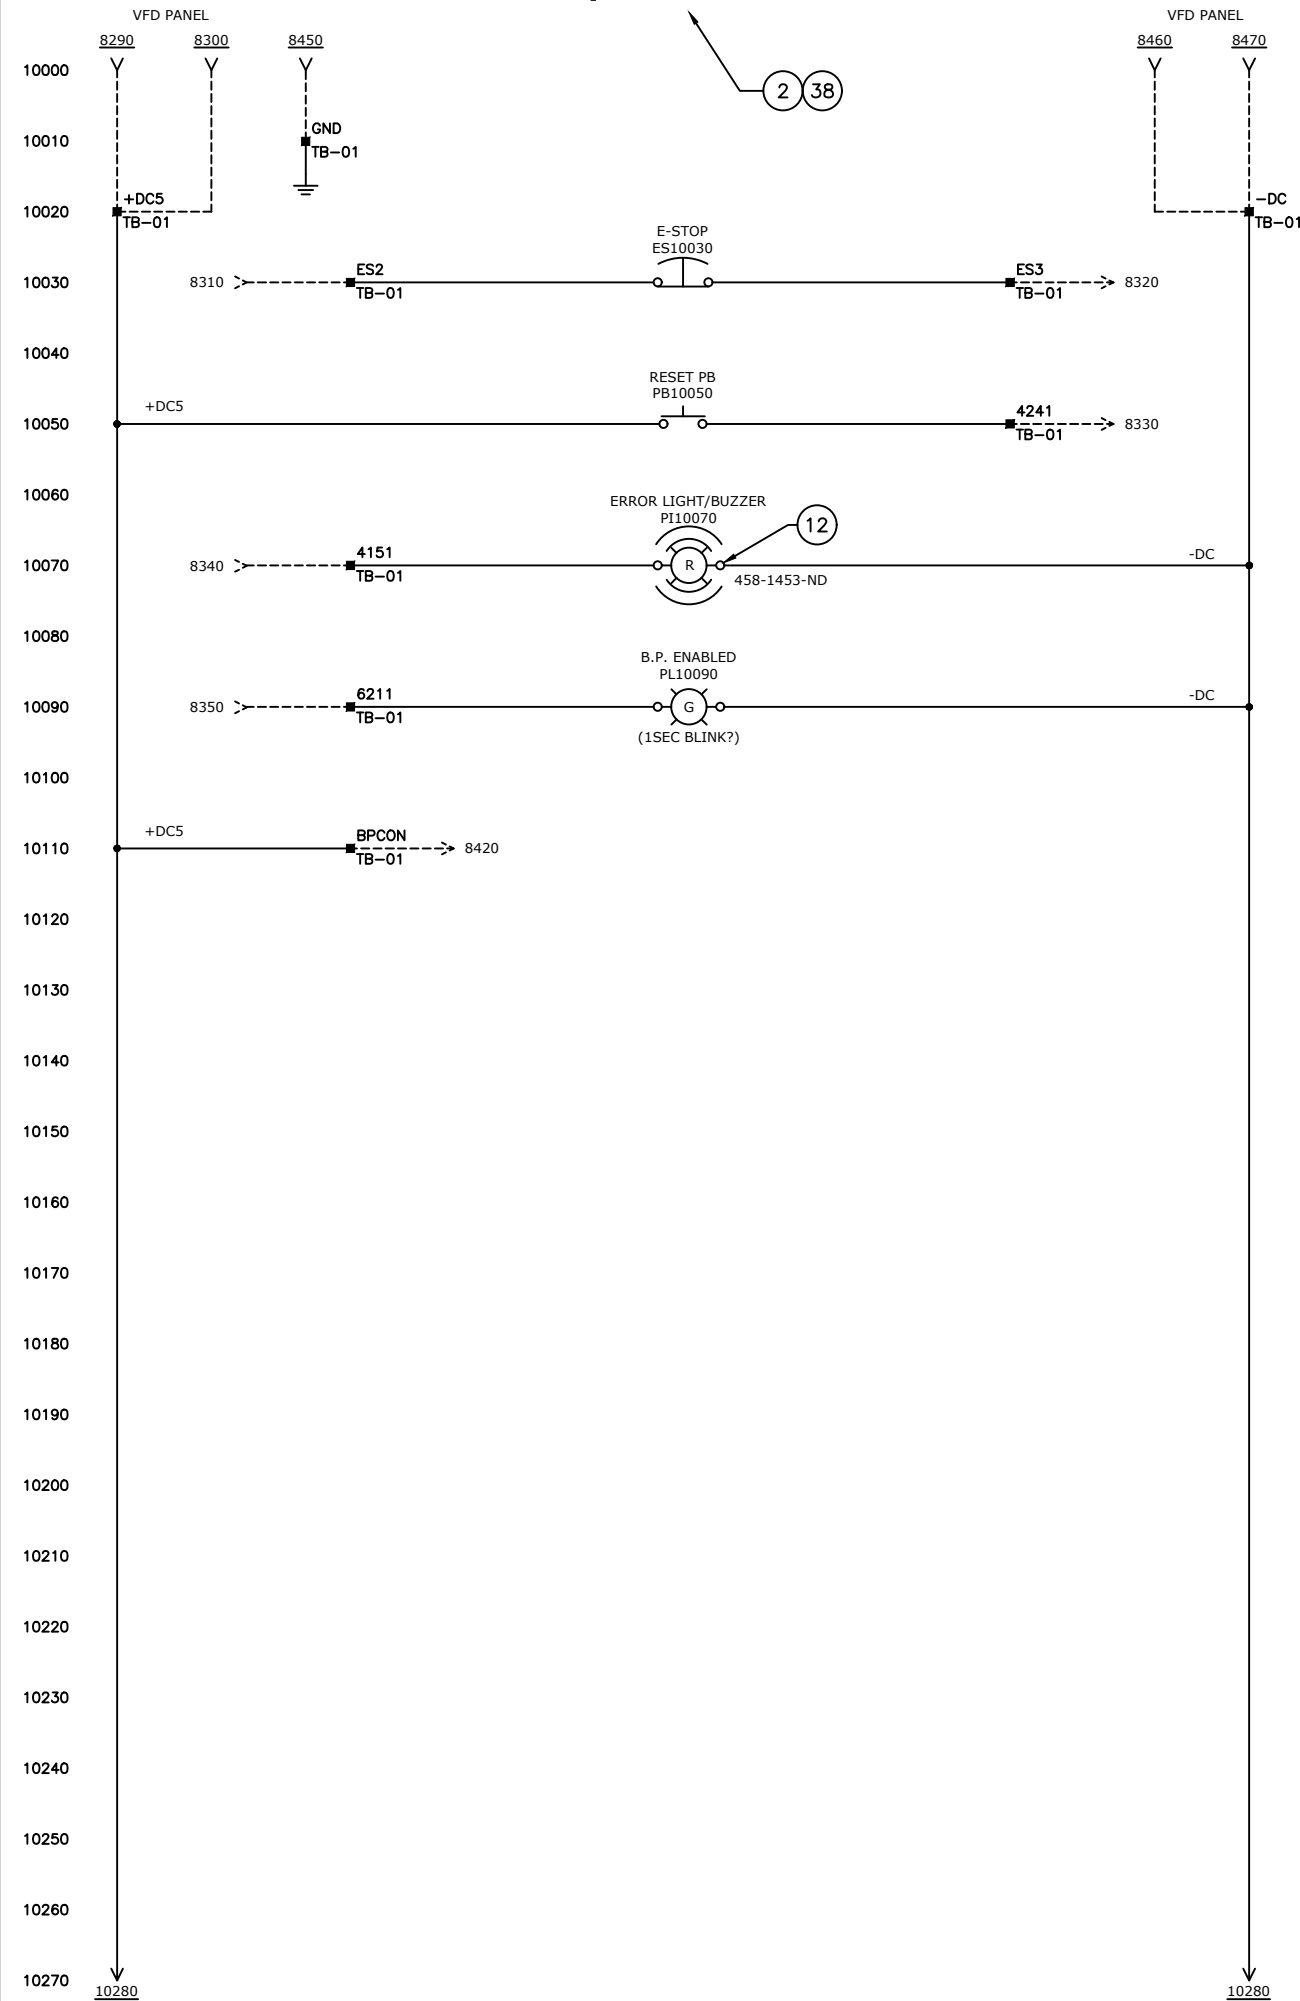 VFD PANEL VFD PANEL
8290 8300 8450 8460 8470
10000
2 38
GND
10010
TB-01
+DC5 -DC
10020
TB-01 TB-01
E-STOP
ES10030
ES2 ES3
10030 8310 8320
TB-01 TB-01
10040
RESET PB
PB10050
+DC5 4241
10050 8330
TB-01
10060
ERROR LIGHT/BUZZER
PI10070
12
4151 -DC
10070 8340 R
TB-01 458-1453-ND
10080
B.P. ENABLED
PL10090
6211 -DC
10090 8350 G
TB-01
(1SEC BLINK?)
10100
+DC5 BPCON
10110 8420
TB-01
10120
10130
10140
10150
10160
10170
10180
10190
10200
10210
10220
10230
10240
10250
10260
10270
10280 10280